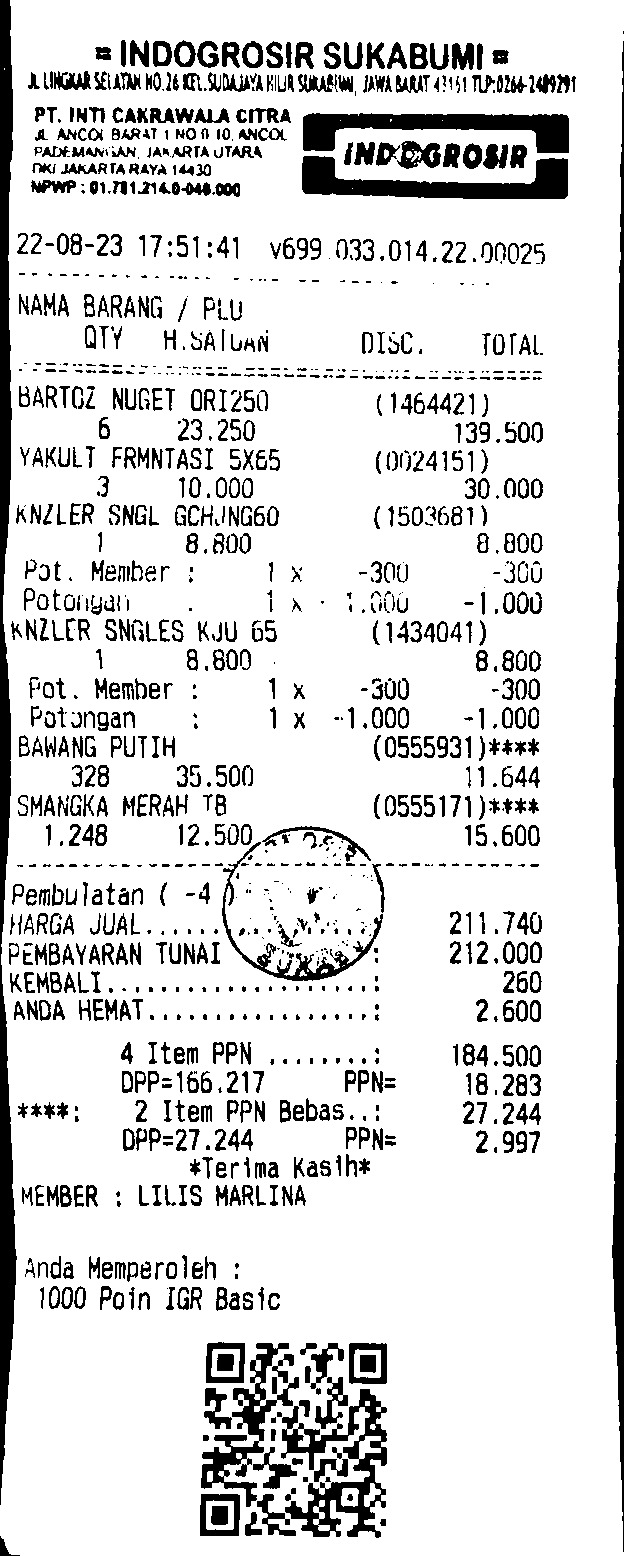 = INDOGROSIR SUKABUMI =
JL LINGKAR SELATAN NO.26 KEL.SUDAJAYA HILIR SUKABUMI, JAWA BARAT 43151 TLP:0266-2489291
PT. INTI CAKRAWALA CITRA
JL ANCOL BARAT 1 NO 9-10, ANCOL
PADEMANGAN, JAKARTA UTARA
DKI JAKARTA RAYA 14430
NPWP : 01.781.214.0-048.000
INDOGROSIR
22-08-23 17:51:41 v699 033.014.22.00025
NAMA BARANG / PLU
QTY H.SATUAN DISC. TOTAL
BARTOZ NUGET ORI250 (1464421)
6 23.250 139.500
YAKULT FRMNTASI 5X65 (0024151)
3 10.000 30.000
KNZLER SNGL GCHJNG60 (1503681)
1 8.800 8.800
Pot. Member : 1 x -300 -300
Potongan : 1 x -1.000 -1.000
KNZLER SNGLES KJU 65 (1434041)
1 8.800 8.800
Pot. Member : 1 x -300 -300
Potongan : 1 x -1.000 -1.000
BAWANG PUTIH (0555931)****
328 35.500 11.644
SMANGKA MERAH TB (0555171)****
1.248 12.500 15.600
Pembulatan ( -4 )
HARGA JUAL..................: 211.740
PEMBAYARAN TUNAI : 212.000
KEMBALI....................: 260
ANDA HEMAT.................: 2.600
4 Item PPN ........: 184.500
DPP=166.217 PPN= 18.283
****: 2 Item PPN Bebas..: 27.244
DPP=27.244 PPN= 2.997
*Terima Kasih*
MEMBER : LILIS MARLINA
Anda Memperoleh :
1000 Poin IGR Basic